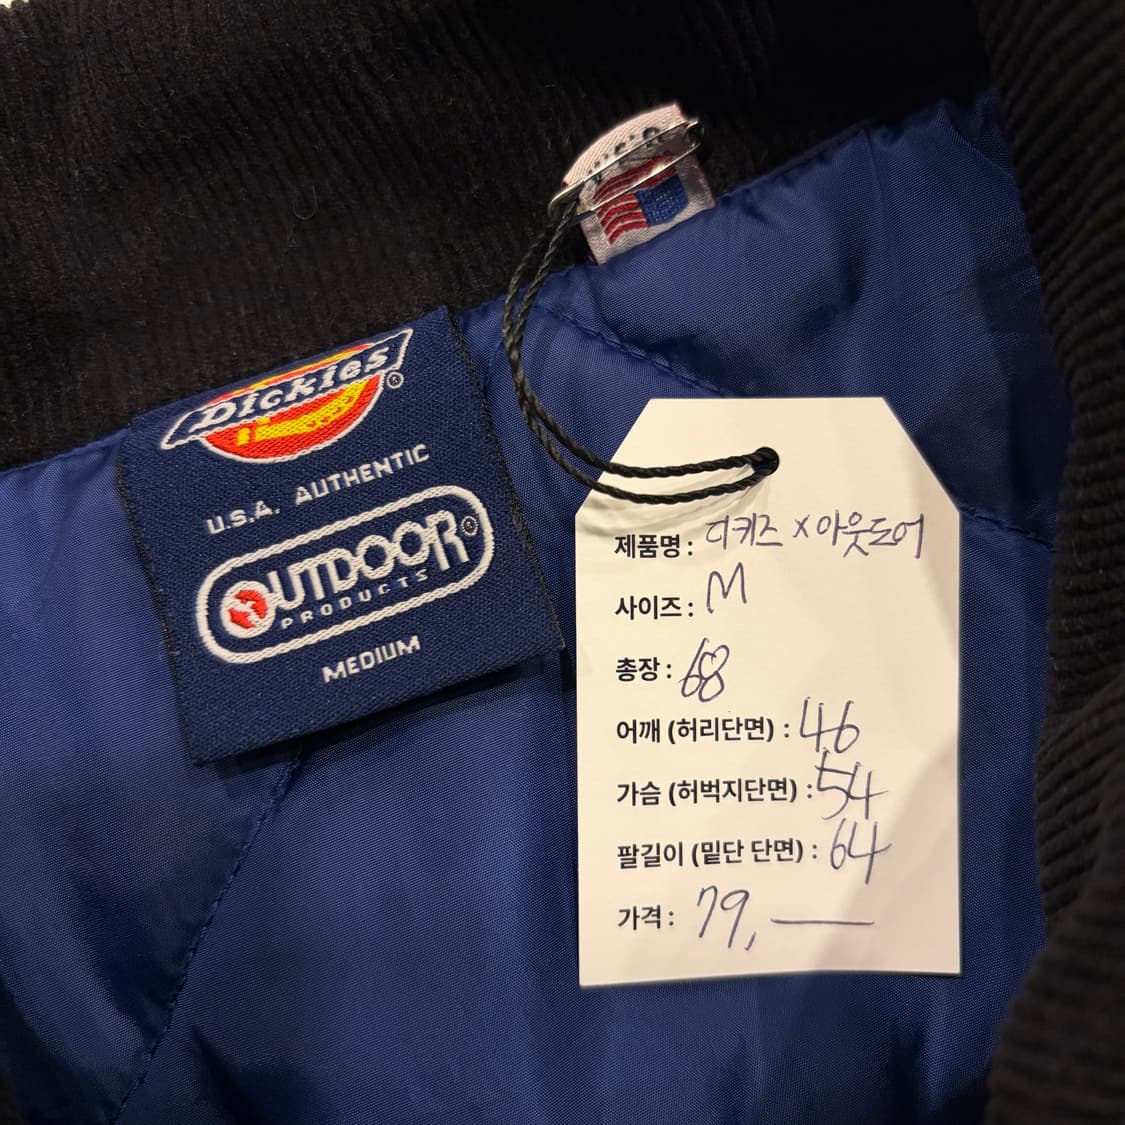 Dickies
U.S.A. AUTHENTIC
OUTDOOR
PRODUCTS
MEDIUM
제품명 : 디키즈 X 아웃도어
사이즈 : M
총장 : 68
어깨 (허리단면) : 46
가슴 (허벅지단면) : 54
팔길이 (밑단 단면) : 64
가격 : 79,—